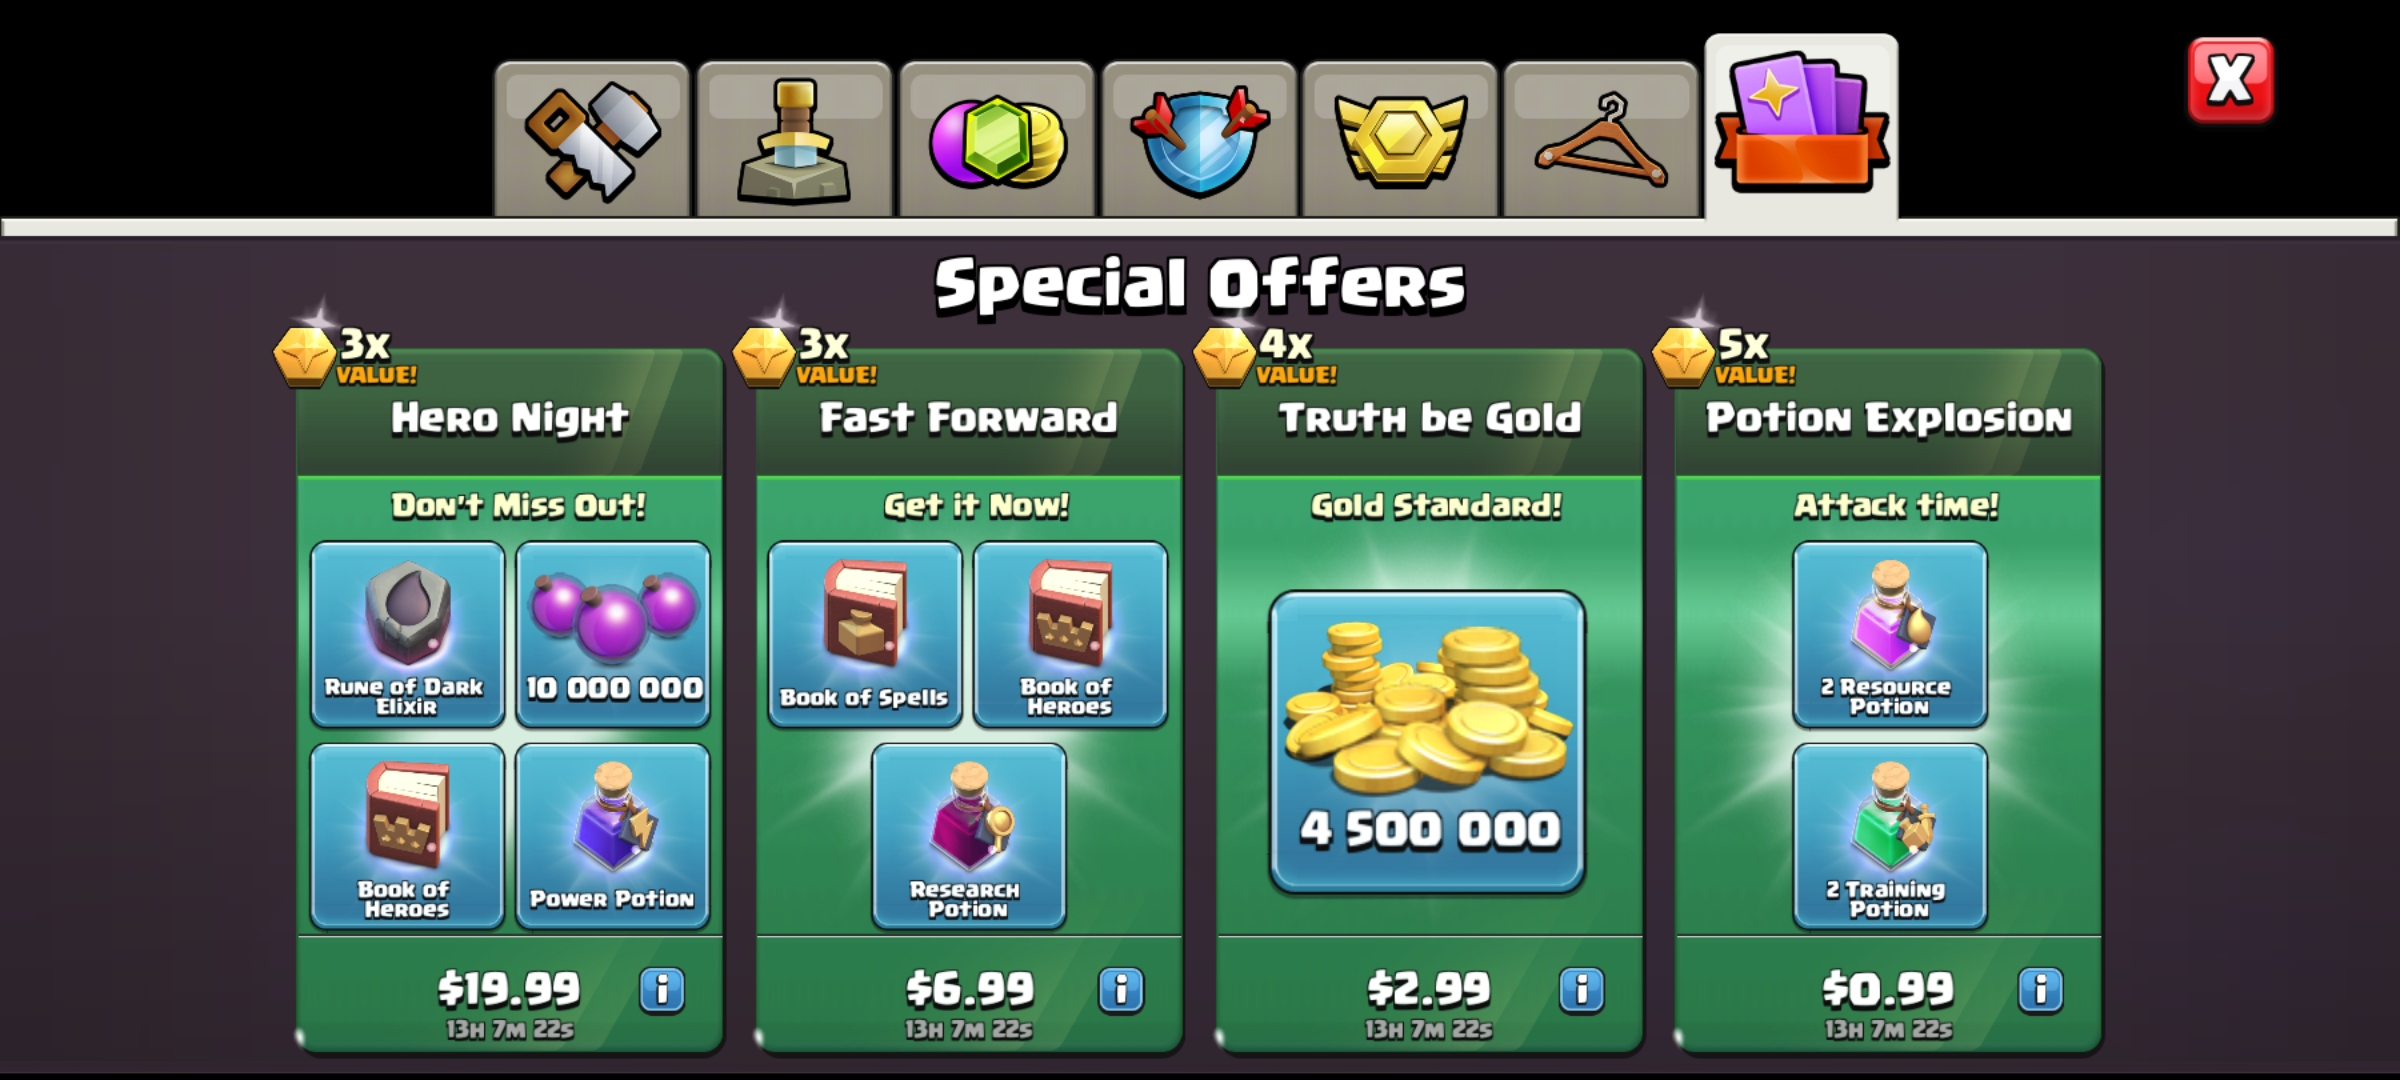 X
Special Offers
3x
VALUE!
Hero Night
Don't Miss Out!
Rune of Dark
Elixir
10 000 000
Book of
Heroes
Power Potion
$19.99
i
13H 7M 22s
3x
VALUE!
Fast Forward
Get it Now!
Book of Spells
Book of
Heroes
Research
Potion
$6.99
i
13H 7M 22s
4x
VALUE!
Truth be Gold
Gold Standard!
4 500 000
$2.99
i
13H 7M 22s
5x
VALUE!
Potion Explosion
Attack time!
2 Resource
Potion
2 Training
Potion
$0.99
i
13H 7M 22s